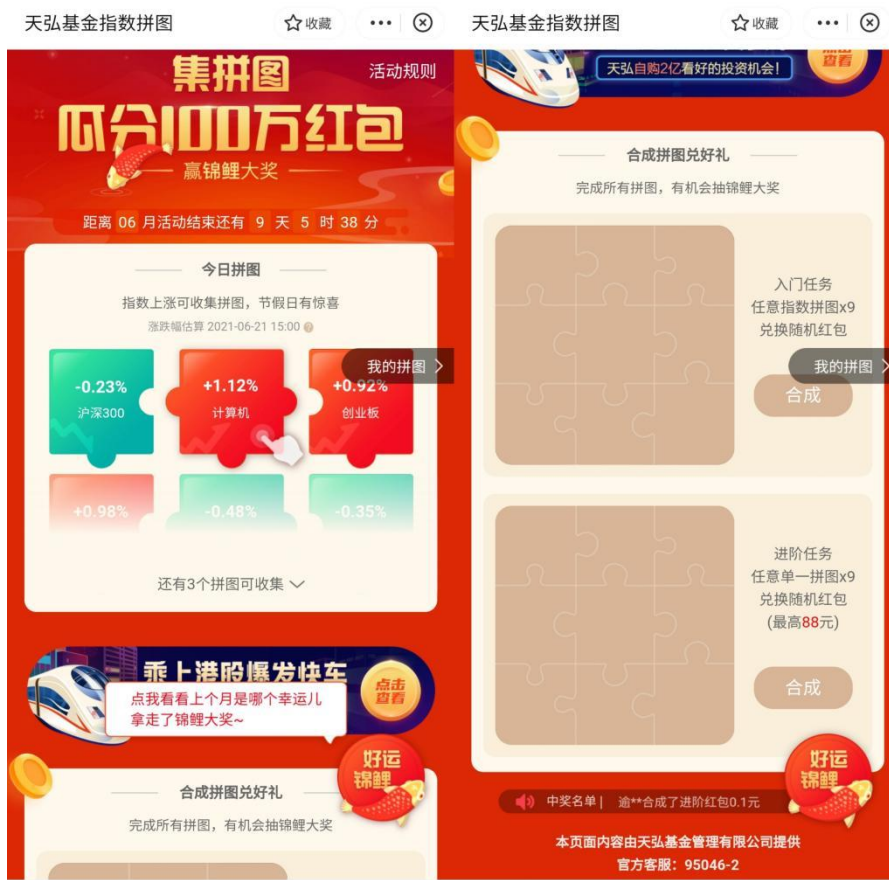 天弘基金指数拼图
收藏
集拼图
活动规则
瓜分100万红包
赢锦鲤大奖
距离 06 月活动结束还有 9 天 5 时 38 分
今日拼图
指数上涨可收集拼图，节假日有惊喜
涨跌幅估算 2021-06-21 15:00
我的拼图
-0.23%
沪深300
+1.12%
计算机
+0.92%
创业板
+0.98%
-0.48%
-0.35%
还有3个拼图可收集
乘上港股爆发快车
点击
查看
点我看看上个月是哪个幸运儿
拿走了锦鲤大奖~
好运
锦鲤
合成拼图兑好礼
完成所有拼图，有机会抽锦鲤大奖
天弘基金指数拼图
收藏
天弘自购2亿看好的投资机会！
点击
查看
合成拼图兑好礼
完成所有拼图，有机会抽锦鲤大奖
入门任务
任意指数拼图x9
兑换随机红包
我的拼图
合成
进阶任务
任意单一拼图x9
兑换随机红包
(最高88元)
合成
好运
锦鲤
中奖名单 | 逾**合成了进阶红包0.1元
本页面内容由天弘基金管理有限公司提供
官方客服：95046-2